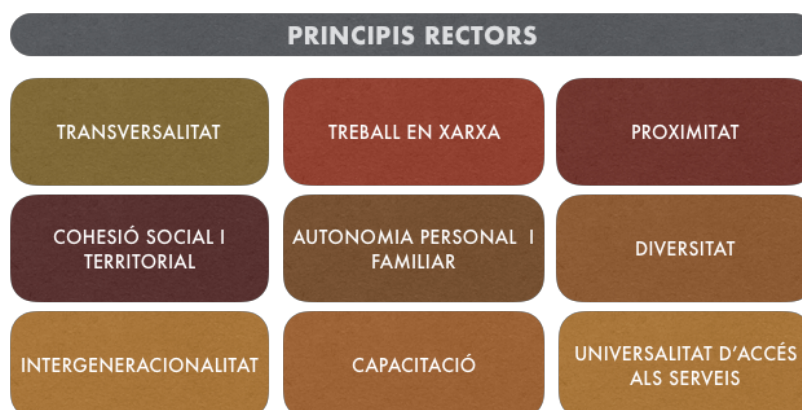 PRINCIPIS RECTORS
TRANSVERSALITAT
TREBALL EN XARXA
PROXIMITAT
COHESIÓ SOCIAL I
TERRITORIAL
AUTONOMIA PERSONAL I
FAMILIAR
DIVERSITAT
INTERGENERACIONALITAT
CAPACITACIÓ
UNIVERSALITAT D'ACCÉS
ALS SERVEIS